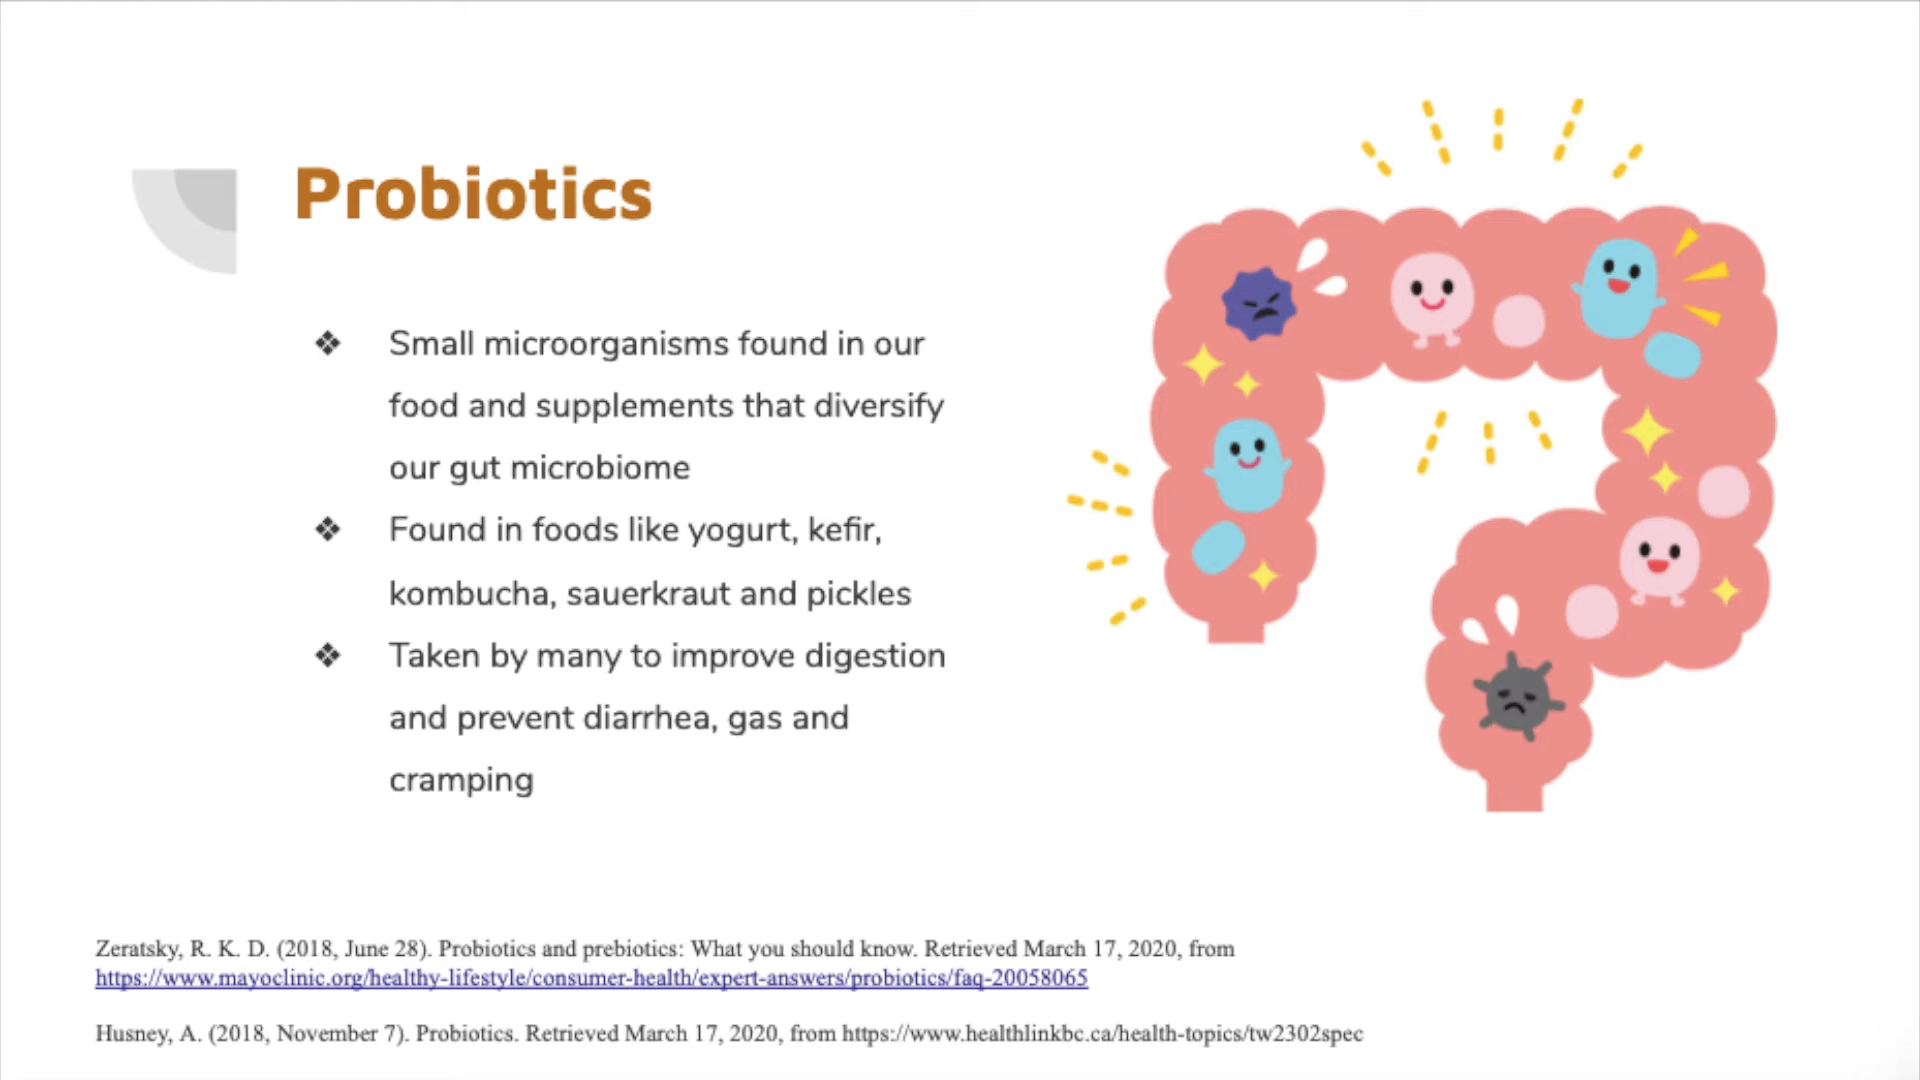 Probiotics
❖ Small microorganisms found in our
food and supplements that diversify
our gut microbiome
❖ Found in foods like yogurt, kefir,
kombucha, sauerkraut and pickles
❖ Taken by many to improve digestion
and prevent diarrhea, gas and
cramping
Zeratsky, R. K. D. (2018, June 28). Probiotics and prebiotics: What you should know. Retrieved March 17, 2020, from
https://www.mayoclinic.org/healthy-lifestyle/consumer-health/expert-answers/probiotics/faq-20058065
Husney, A. (2018, November 7). Probiotics. Retrieved March 17, 2020, from https://www.healthlinkbc.ca/health-topics/tw2302spec